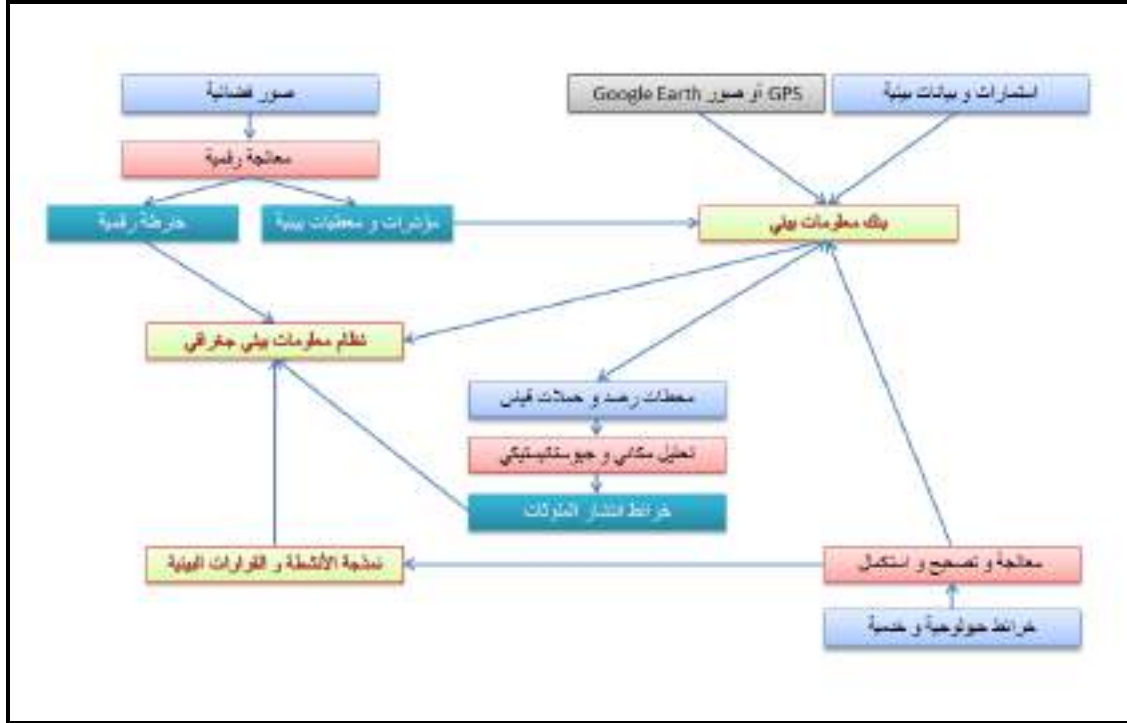 صور فضائية
GPS أو صور Google Earth
استمارات و بيانات بيئية
معالجة رقمية
خارطة رقمية
مؤشرات و معطيات بيئية
بنك معلومات بيئي
نظام معلومات بيئي جغرافي
محطات رصد و حملات قياس
تحليل مكاني و جيوستاتيستيكي
خرائط انتشار الملوثات
نمذجة الأنشطة و القرارات البيئية
معالجة و تصحيح و استكمال
خرائط جيولوجية و خدمية